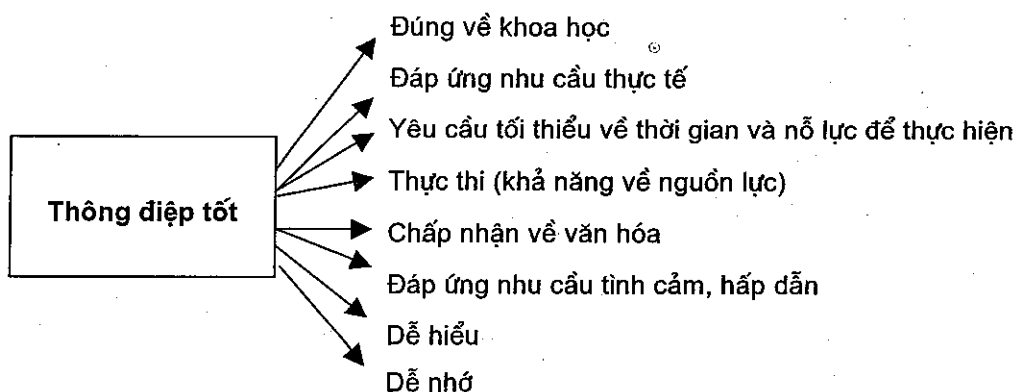 Đúng về khoa học
Đáp ứng nhu cầu thực tế
Yêu cầu tối thiểu về thời gian và nỗ lực để thực hiện
Thực thi (khả năng về nguồn lực)
Thông điệp tốt
Chấp nhận về văn hóa
Đáp ứng nhu cầu tình cảm, hấp dẫn
Dễ hiểu
Dễ nhớ